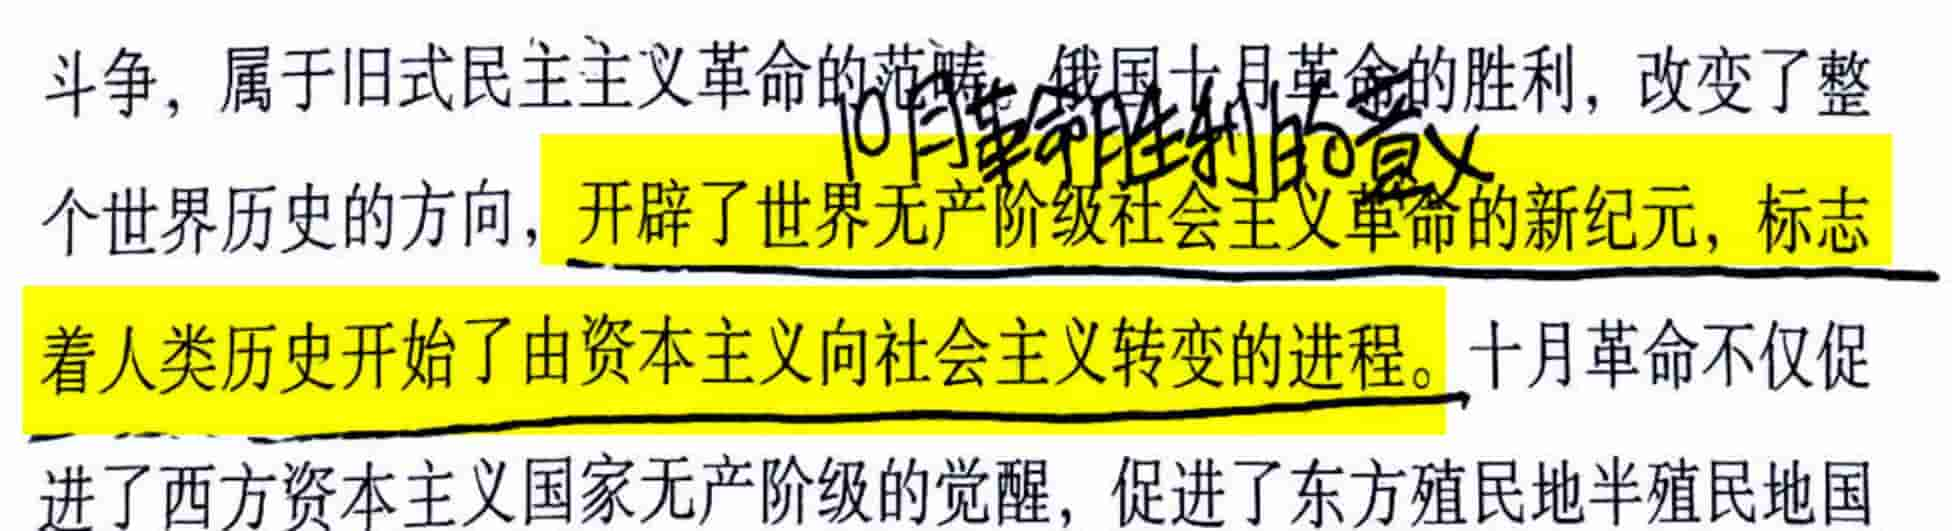 斗争，属于旧式民主主义革命的范畴。俄国十月革命的胜利，改变了整
10月革命胜利的意义
个世界历史的方向，开辟了世界无产阶级社会主义革命的新纪元，标志
着人类历史开始了由资本主义向社会主义转变的进程。十月革命不仅促
进了西方资本主义国家无产阶级的觉醒，促进了东方殖民地半殖民地国